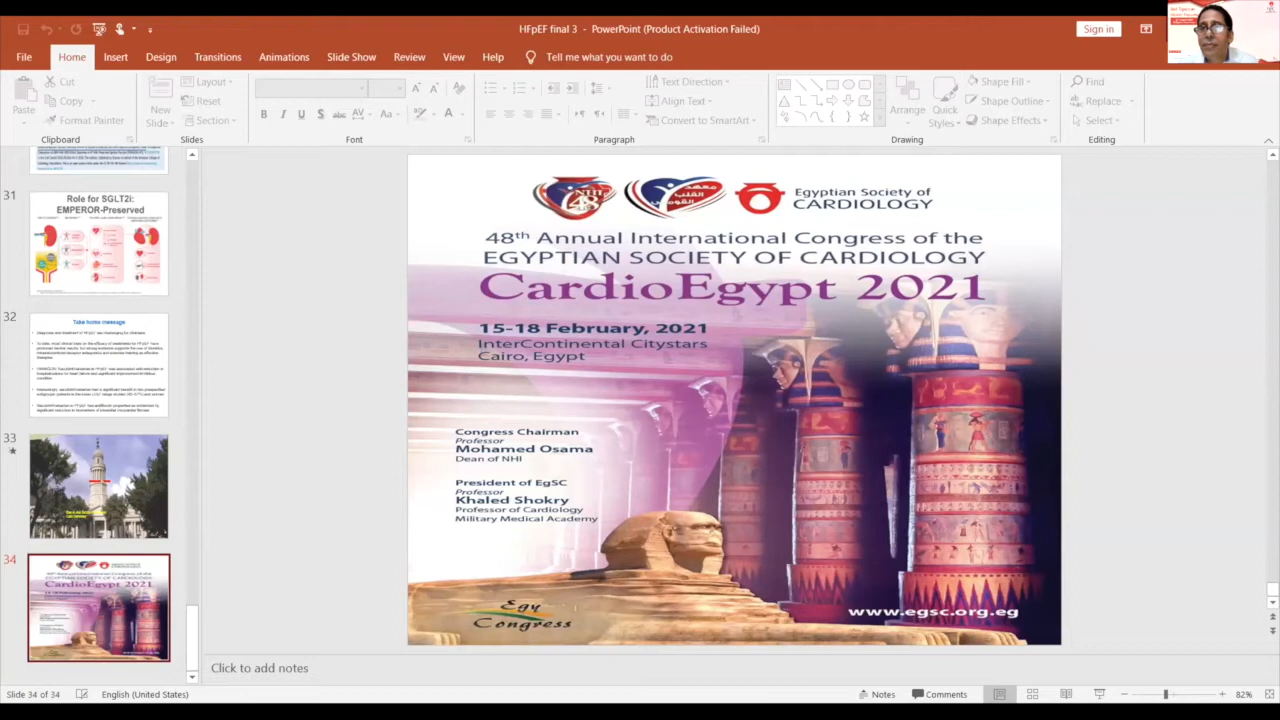 HFpEF final 3 - PowerPoint (Product Activation Failed)
Sign in
File Home Insert Design Transitions Animations Slide Show Review View Help Tell me what you want to do
Paste
Cut
Copy
Format Painter
Clipboard
New Slide
Layout
Reset
Section
Slides
Font
Text Direction
Align Text
Convert to SmartArt
Paragraph
Arrange
Quick Styles
Shape Fill
Shape Outline
Shape Effects
Drawing
Find
Replace
Select
Editing
31
Role for SGLT2i:
EMPEROR-Preserved
32
Take home message
33
34
NHI
48
معهد
القلب
القومى
Egyptian Society of
CARDIOLOGY
48th Annual International Congress of the
EGYPTIAN SOCIETY OF CARDIOLOGY
CardioEgypt 2021
15-18 February, 2021
InterContinental Citystars
Cairo, Egypt
Congress Chairman
Professor
Mohamed Osama
Dean of NHI
President of EgSC
Professor
Khaled Shokry
Professor of Cardiology
Military Medical Academy
Egy
Congress
www.egsc.org.eg
Click to add notes
Slide 34 of 34 English (United States) Notes Comments 82%